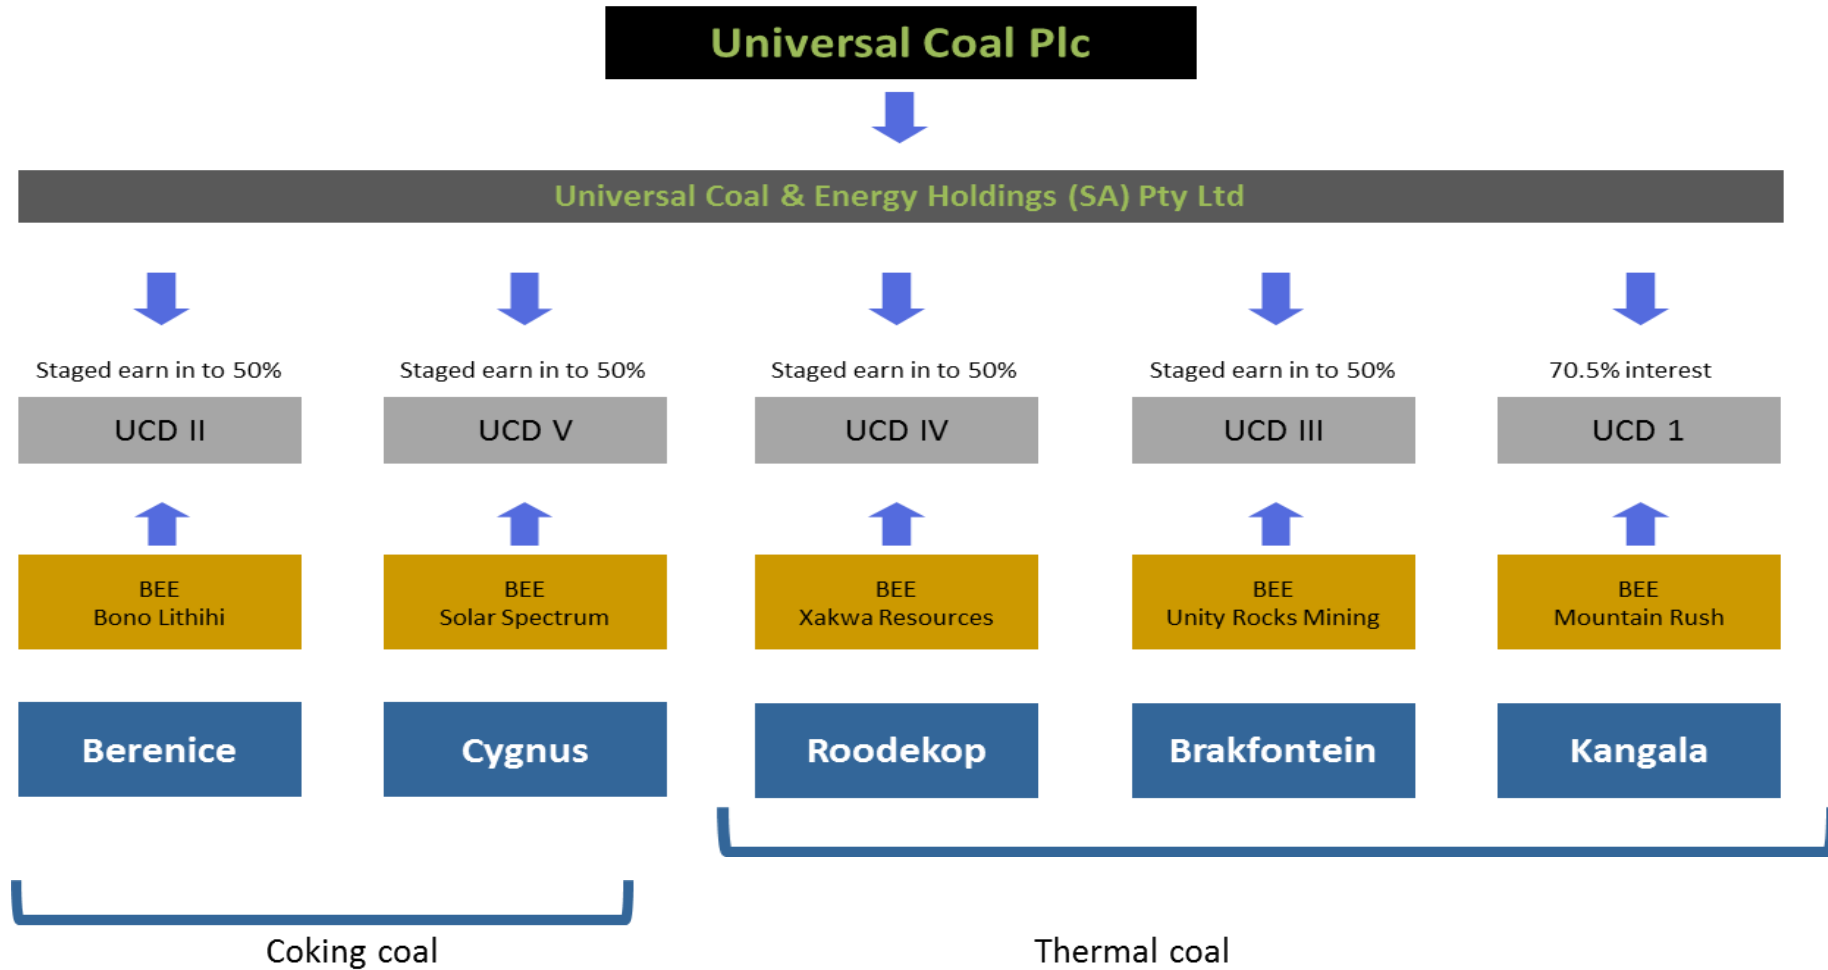 Universal Coal Plc
Universal Coal & Energy Holdings (SA) Pty Ltd
Staged earn in to 50%
Staged earn in to 50%
Staged earn in to 50%
Staged earn in to 50%
70.5% interest
UCD II
UCD V
UCD IV
UCD III
UCD 1
BEE
Bono Lithihi
BEE
Solar Spectrum
BEE
Xakwa Resources
BEE
Unity Rocks Mining
BEE
Mountain Rush
Berenice
Cygnus
Roodekop
Brakfontein
Kangala
Coking coal
Thermal coal